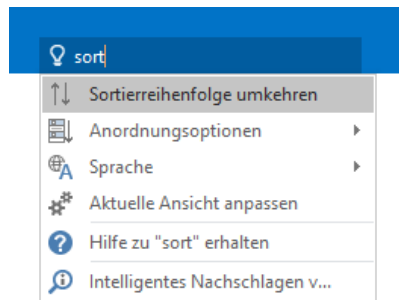 sort
Sortierreihenfolge umkehren
Anordnungsoptionen
Sprache
Aktuelle Ansicht anpassen
Hilfe zu "sort" erhalten
Intelligentes Nachschlagen v...